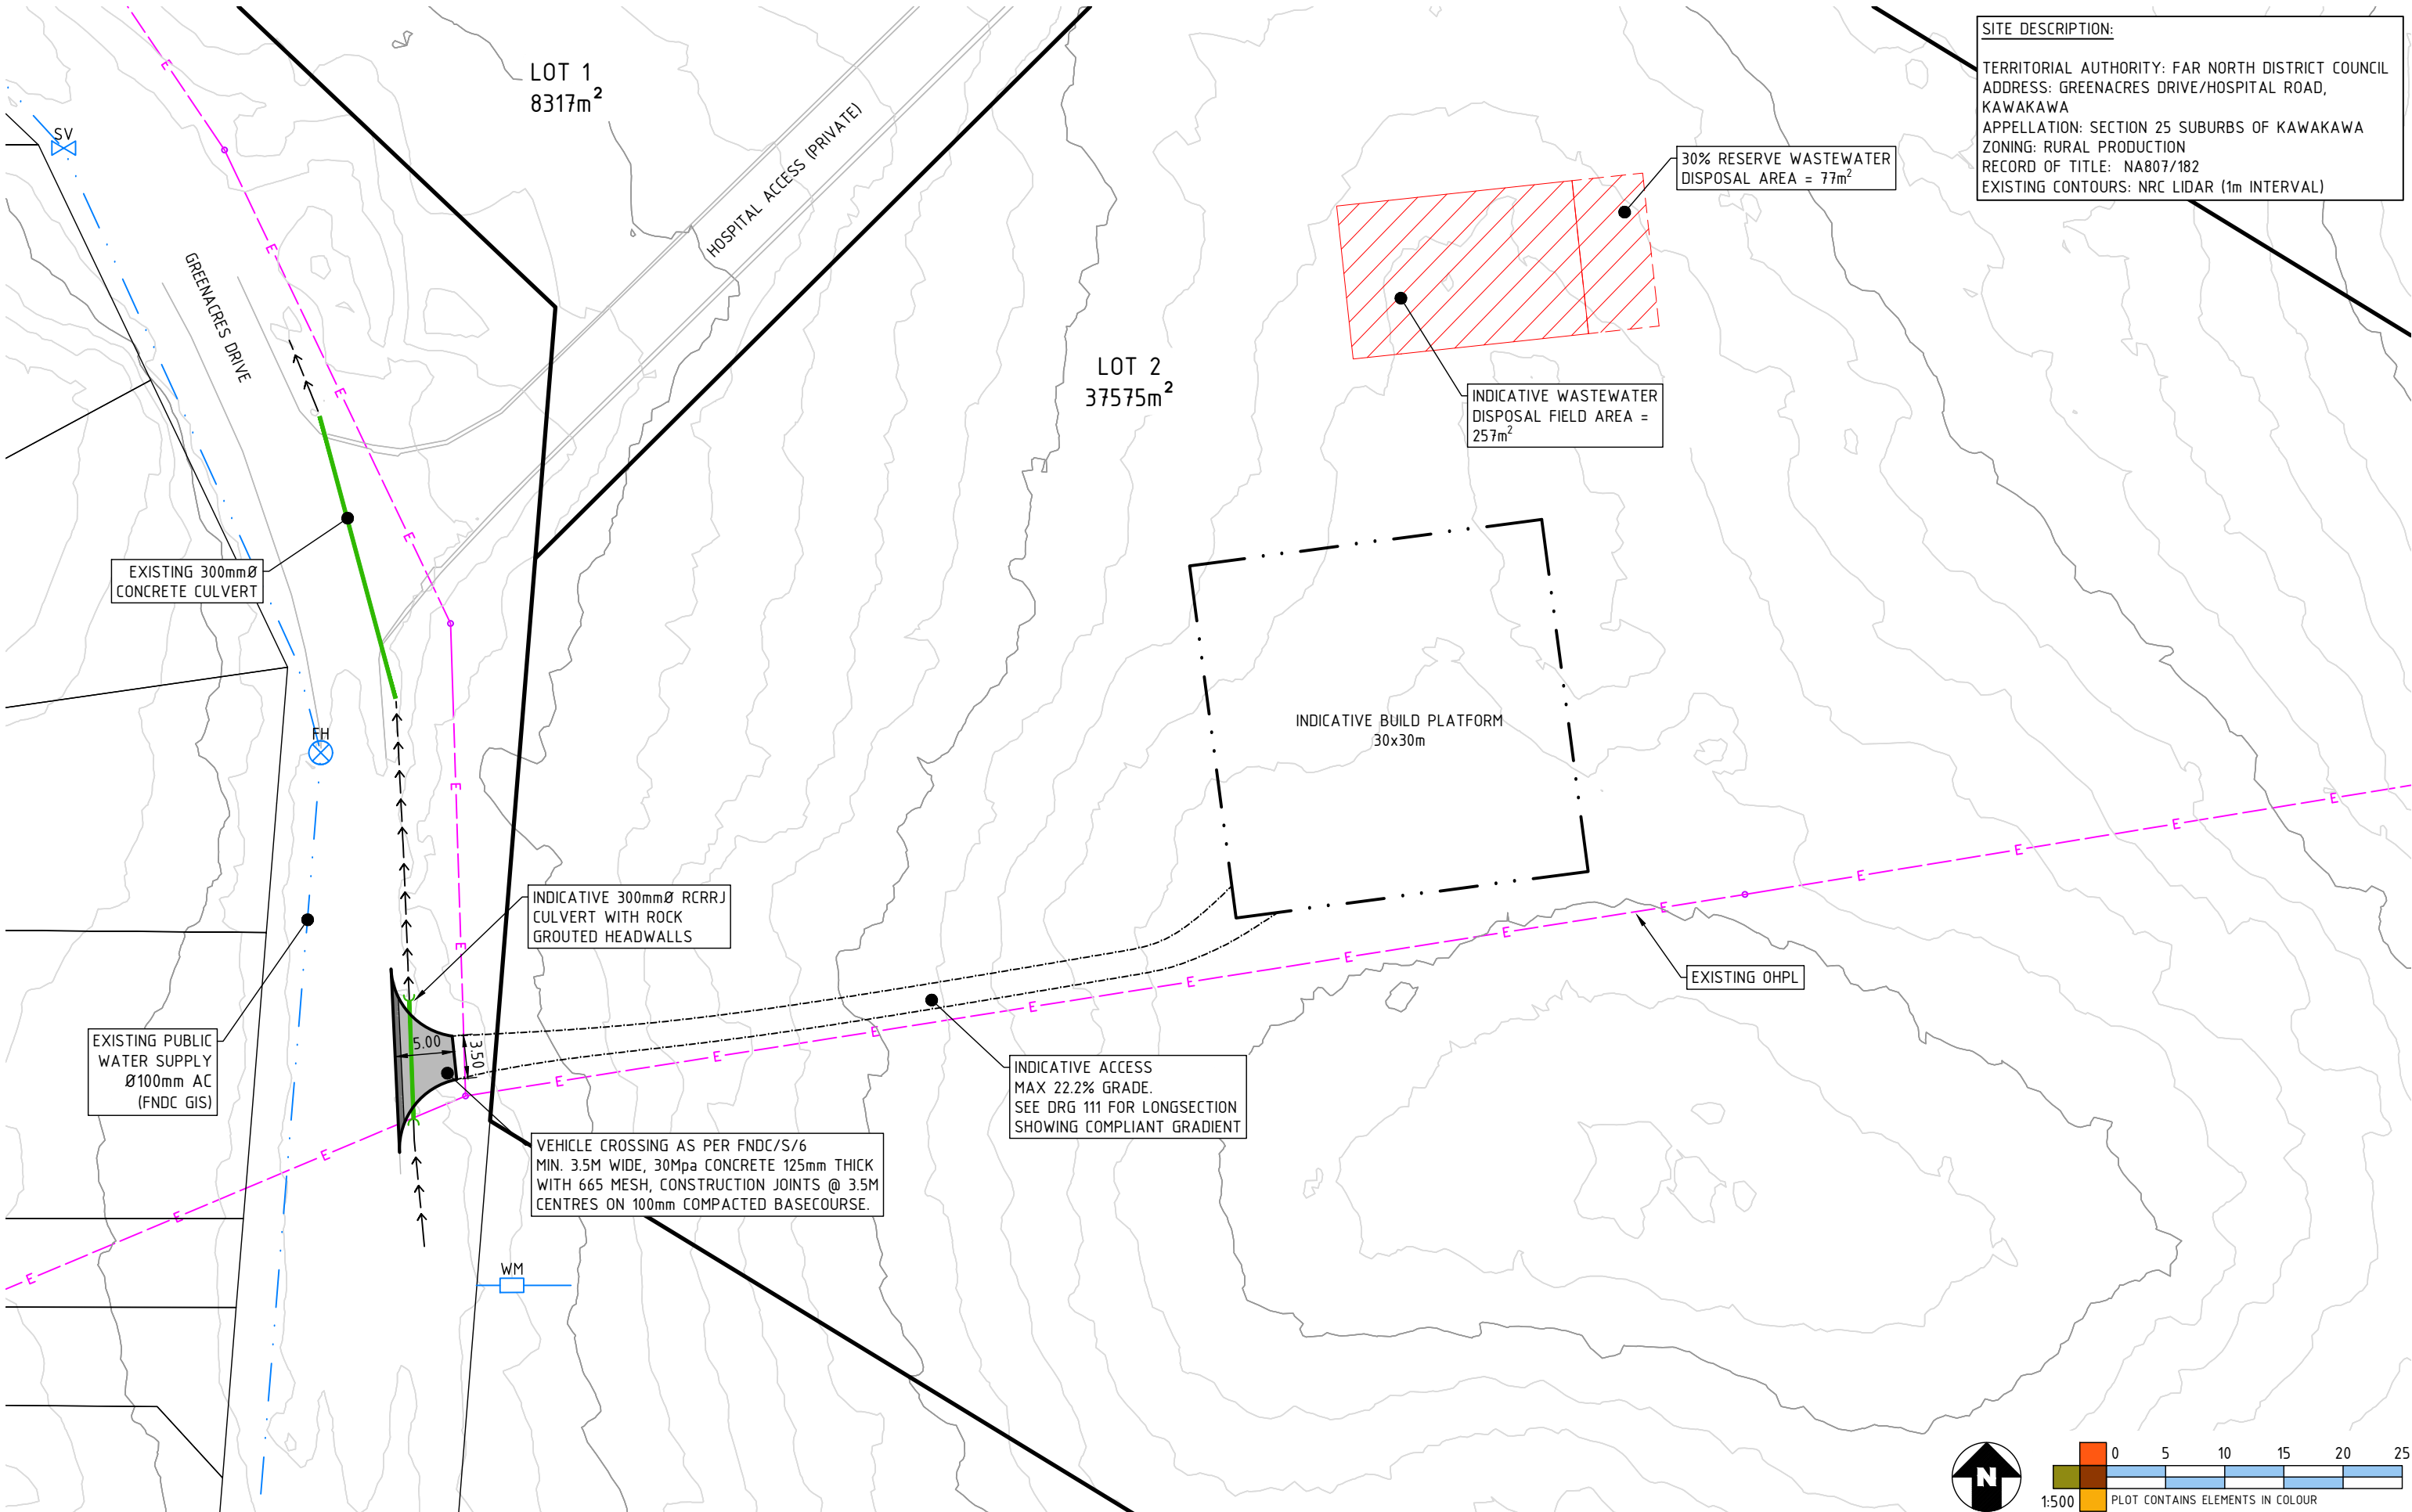 SITE DESCRIPTION:
TERRITORIAL AUTHORITY: FAR NORTH DISTRICT COUNCIL
ADDRESS: GREENACRES DRIVE/HOSPITAL ROAD,
KAWAKAWA
APPELLATION: SECTION 25 SUBURBS OF KAWAKAWA
ZONING: RURAL PRODUCTION
RECORD OF TITLE: NA807/182
EXISTING CONTOURS: NRC LIDAR (1m INTERVAL)
LOT 1
8317m²
E
SV
HOSPITAL ACCESS (PRIVATE)
30% RESERVE WASTEWATER
DISPOSAL AREA = 77m²
E
GREENACRES DRIVE
E
LOT 2
37575m²
INDICATIVE WASTEWATER
DISPOSAL FIELD AREA =
257m²
E
EXISTING 300mmØ
CONCRETE CULVERT
INDICATIVE BUILD PLATFORM
30x30m
FH
E
E
E
E
E
E
E
E
E
E
E
E
E
E
INDICATIVE 300mmØ RCRRJ
CULVERT WITH ROCK
GROUTED HEADWALLS
EXISTING OHPL
EXISTING PUBLIC
WATER SUPPLY
Ø100mm AC
(FNDC GIS)
5.00
3.50
INDICATIVE ACCESS
MAX 22.2% GRADE.
SEE DRG 111 FOR LONGSECTION
SHOWING COMPLIANT GRADIENT
E
VEHICLE CROSSING AS PER FNDC/S/6
MIN. 3.5M WIDE, 30Mpa CONCRETE 125mm THICK
WITH 665 MESH, CONSTRUCTION JOINTS @ 3.5M
CENTRES ON 100mm COMPACTED BASECOURSE.
E
E
WM
N
0 5 10 15 20 25
1:500
PLOT CONTAINS ELEMENTS IN COLOUR